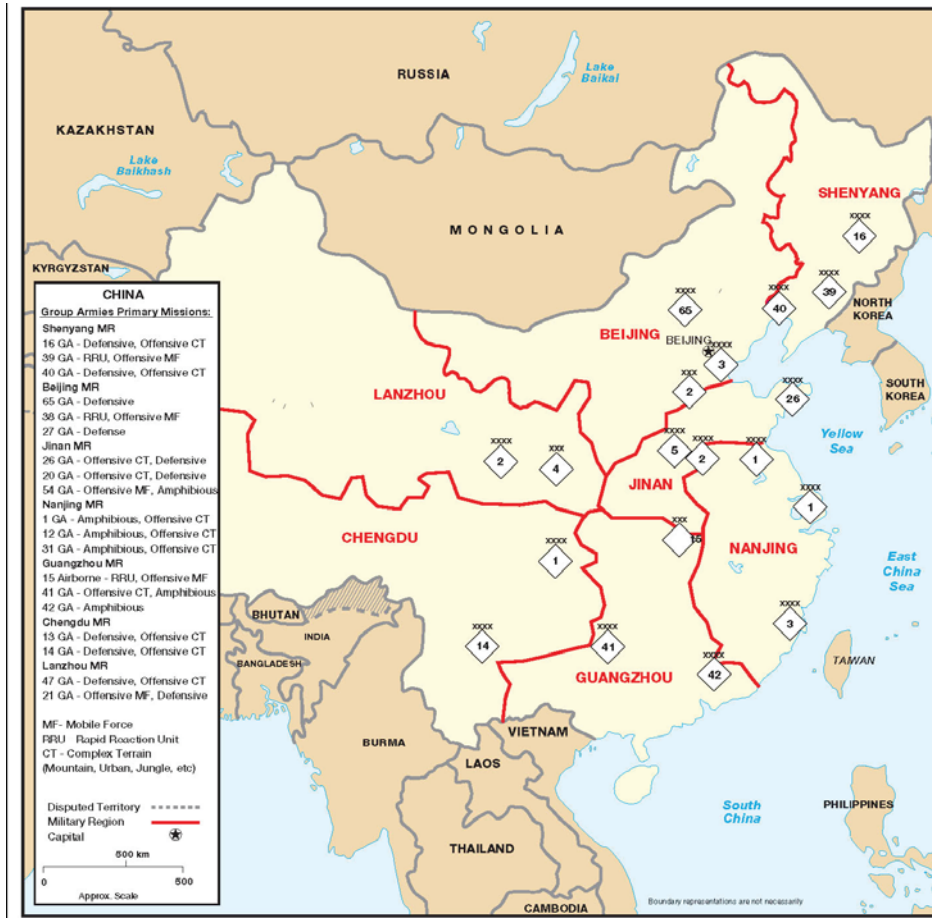 RUSSIA
Lake
Baikal
KAZAKHSTAN
Lake
Balkhash
MONGOLIA
SHENYANG
XXXX
16
KYRGYZSTAN
XXXX
39
XXXX
40
XXXX
65
NORTH
KOREA
BEIJING
BEIJING
XXXX
3
XXX
2
SOUTH
KOREA
XXXX
26
LANZHOU
Yellow
Sea
XXXX
2
XXX
4
XXXX
5
XXXX
2
XXXX
1
JINAN
XXXX
1
CHENGDU
XXXX
1
XXX
15
NANJING
East
China
Sea
BHUTAN
INDIA
BANGLADESH
XXXX
14
XXXX
41
XXXX
3
XXXX
42
GUANGZHOU
TAIWAN
BURMA
VIETNAM
LAOS
THAILAND
CAMBODIA
South
China
PHILIPPINES
Boundary representations are not necessarily
CHINA
Group Armies Primary Missions:
Shenyang MR
16 GA - Defensive, Offensive CT
39 GA - RRU, Offensive MF
40 GA - Defensive, Offensive CT
Beijing MR
65 GA - Defensive
38 GA - RRU, Offensive MF
27 GA - Defense
Jinan MR
26 GA - Offensive CT, Defensive
20 GA - Offensive CT, Defensive
54 GA - Offensive MF, Amphibious
Nanjing MR
1 GA - Amphibious, Offensive CT
12 GA - Amphibious, Offensive CT
31 GA - Amphibious, Offensive CT
Guangzhou MR
15 Airborne - RRU, Offensive MF
41 GA - Offensive CT, Amphibious
42 GA - Amphibious
Chengdu MR
13 GA - Defensive, Offensive CT
14 GA - Defensive, Offensive CT
Lanzhou MR
47 GA - Defensive, Offensive CT
21 GA - Offensive MF, Defensive
MF- Mobile Force
RRU - Rapid Reaction Unit
CT - Complex Terrain
(Mountain, Urban, Jungle, etc)
Disputed Territory
Military Region
Capital
500 km
0
500
Approx. Scale